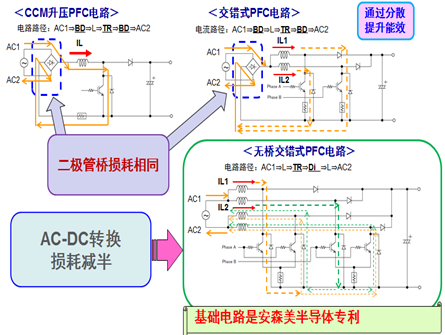 <CCM升压PFC电路>
电路路径：AC1⇒BD⇒L⇒TR⇒BD⇒AC2
IL
AC1
AC2
<交错式PFC电路>
电流路径：AC1⇒BD⇒L⇒TR⇒BD⇒AC2
IL1
AC1
IL2
AC2
Phase A
Phase B
通过分散
提升能效
二极管桥损耗相同
<无桥交错式PFC电路>
电路路径：AC1⇒L⇒TR⇒Di ⇒L⇒AC2
IL1
AC1
IL2
AC2
Phase A
Phase B
AC-DC转换
损耗减半
基础电路是安森美半导体专利